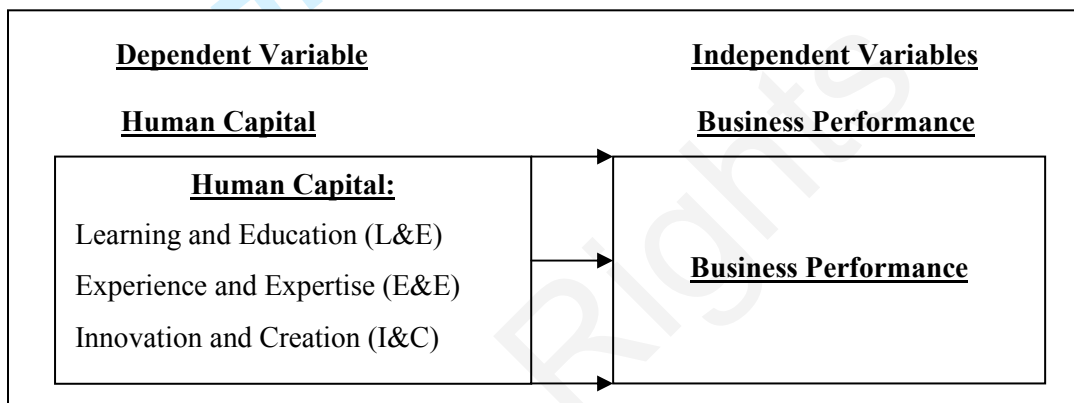 Dependent Variable
Independent Variables
Human Capital
Business Performance
Human Capital:
Learning and Education (L&E)
Experience and Expertise (E&E)
Business Performance
Innovation and Creation (I&C)
Rights